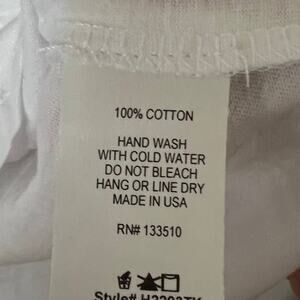 100% COTTON
HAND WASH
WITH COLD WATER
DO NOT BLEACH
HANG OR LINE DRY
MADE IN USA
RN# 133510
Style#